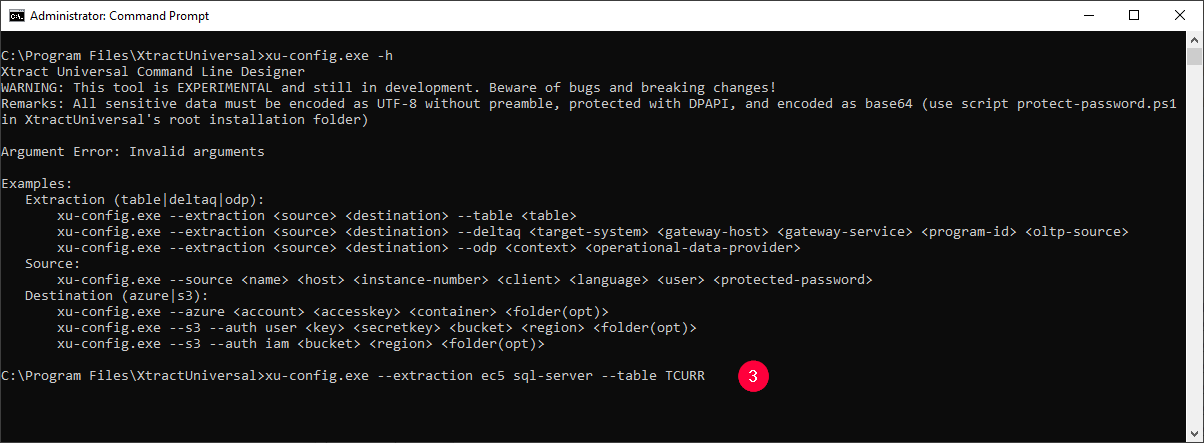 Administrator: Command Prompt
C:\Program Files\XtractUniversal>xu-config.exe -h
Xtract Universal Command Line Designer
WARNING: This tool is EXPERIMENTAL and still in development. Beware of bugs and breaking changes!
Remarks: All sensitive data must be encoded as UTF-8 without preamble, protected with DPAPI, and encoded as base64 (use script protect-password.ps1
in XtractUniversal's root installation folder)
Argument Error: Invalid arguments
Examples:
Extraction (table|deltaq|odp):
xu-config.exe --extraction <source> <destination> --table <table>
xu-config.exe --extraction <source> <destination> --deltaq <target-system> <gateway-host> <gateway-service> <program-id> <oltp-source>
xu-config.exe --extraction <source> <destination> --odp <context> <operational-data-provider>
Source:
xu-config.exe --source <name> <host> <instance-number> <client> <language> <user> <protected-password>
Destination (azure|s3):
xu-config.exe --azure <account> <accesskey> <container> <folder(opt)>
xu-config.exe --s3 --auth user <key> <secretkey> <bucket> <region> <folder(opt)>
xu-config.exe --s3 --auth iam <bucket> <region> <folder(opt)>
C:\Program Files\XtractUniversal>xu-config.exe --extraction ec5 sql-server --table TCURR 3